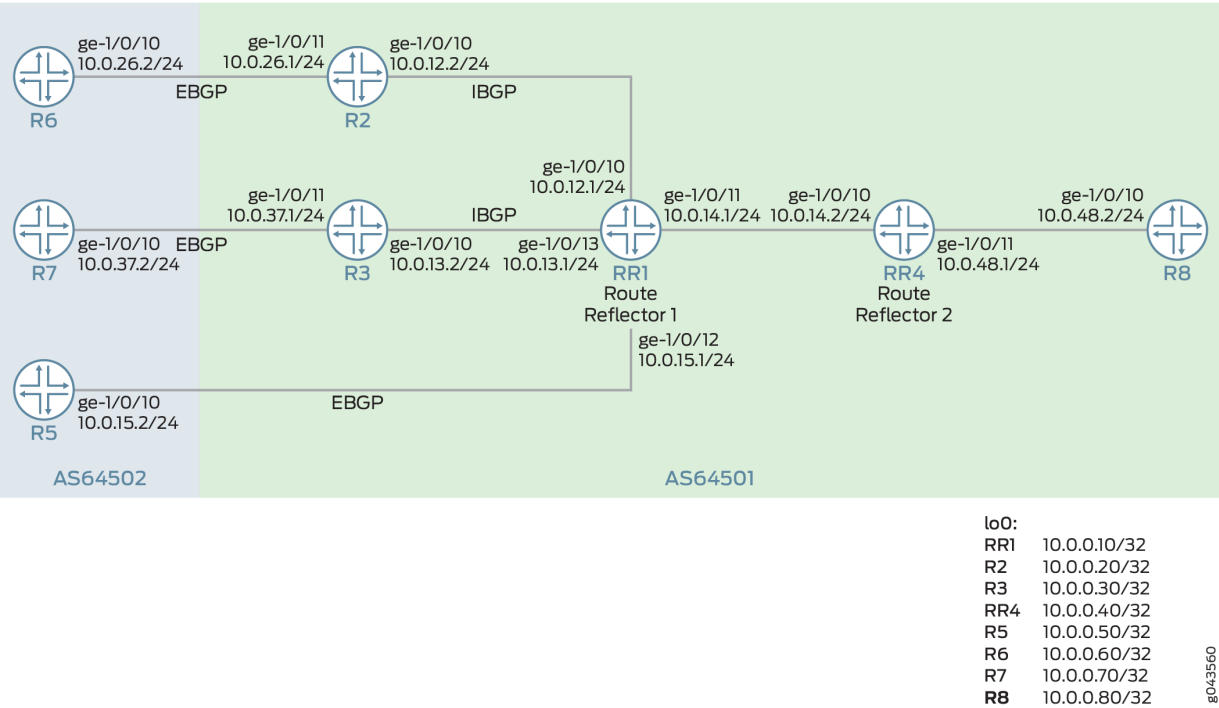 ge-1/0/10
10.0.26.2/24
ge-1/0/11
10.0.26.1/24
ge-1/0/10
10.0.12.2/24
EBGP
IBGP
R6
R2
ge-1/0/10
10.0.12.1/24
ge-1/0/11
10.0.37.1/24
IBGP
ge-1/0/11
10.0.14.1/24
ge-1/0/10
10.0.14.2/24
ge-1/0/10
10.0.48.2/24
ge-1/0/10
10.0.37.2/24
EBGP
ge-1/0/10
10.0.13.2/24
ge-1/0/13
10.0.13.1/24
ge-1/0/11
10.0.48.1/24
R7
R3
RR1
Route
Reflector 1
RR4
Route
Reflector 2
R8
ge-1/0/12
10.0.15.1/24
ge-1/0/10
10.0.15.2/24
EBGP
R5
AS64502
AS64501
lo0:
RR1 10.0.0.10/32
R2 10.0.0.20/32
R3 10.0.0.30/32
RR4 10.0.0.40/32
R5 10.0.0.50/32
R6 10.0.0.60/32
R7 10.0.0.70/32
R8 10.0.0.80/32
g043560